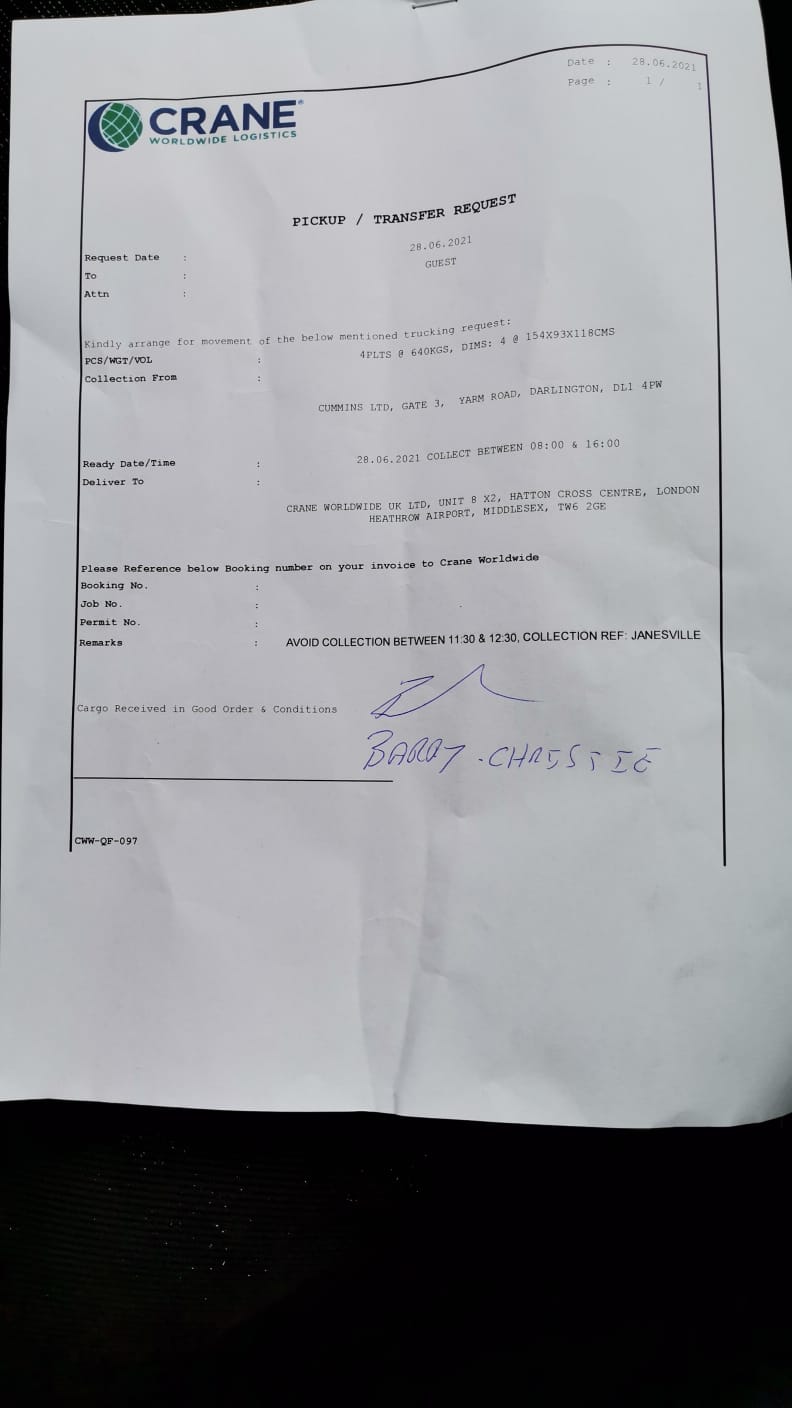 Date : 28.06.2021
Page : 1 / 1
CRANE®
WORLDWIDE LOGISTICS
PICKUP / TRANSFER REQUEST
Request Date : 28.06.2021
To : GUEST
Attn :
Kindly arrange for movement of the below mentioned trucking request:
PCS/WGT/VOL : 4PLTS @ 640KGS, DIMS: 4 @ 154X93X118CMS
Collection From :
CUMMINS LTD, GATE 3, YARM ROAD, DARLINGTON, DL1 4PW
Ready Date/Time : 28.06.2021 COLLECT BETWEEN 08:00 & 16:00
Deliver To :
CRANE WORLDWIDE UK LTD, UNIT 8 X2, HATTON CROSS CENTRE, LONDON
HEATHROW AIRPORT, MIDDLESEX, TW6 2GE
Please Reference below Booking number on your invoice to Crane Worldwide
Booking No. :
Job No. :
Permit No. :
Remarks : AVOID COLLECTION BETWEEN 11:30 & 12:30, COLLECTION REF: JANESVILLE
Cargo Received in Good Order & Conditions
BARRY.CHRISTIE
CWW-QF-097